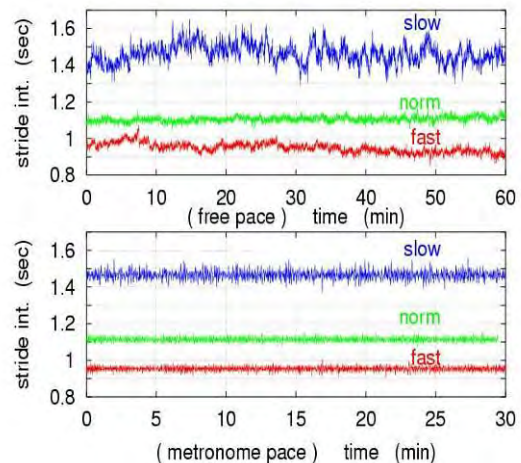 stride int. (sec)
1.6
1.4
1.2
1
0.8
slow
norm
fast
0 10 20 30 40 50 60
( free pace ) time (min)
stride int. (sec)
1.6
1.4
1.2
1
0.8
slow
norm
fast
0 5 10 15 20 25 30
( metronome pace ) time (min)